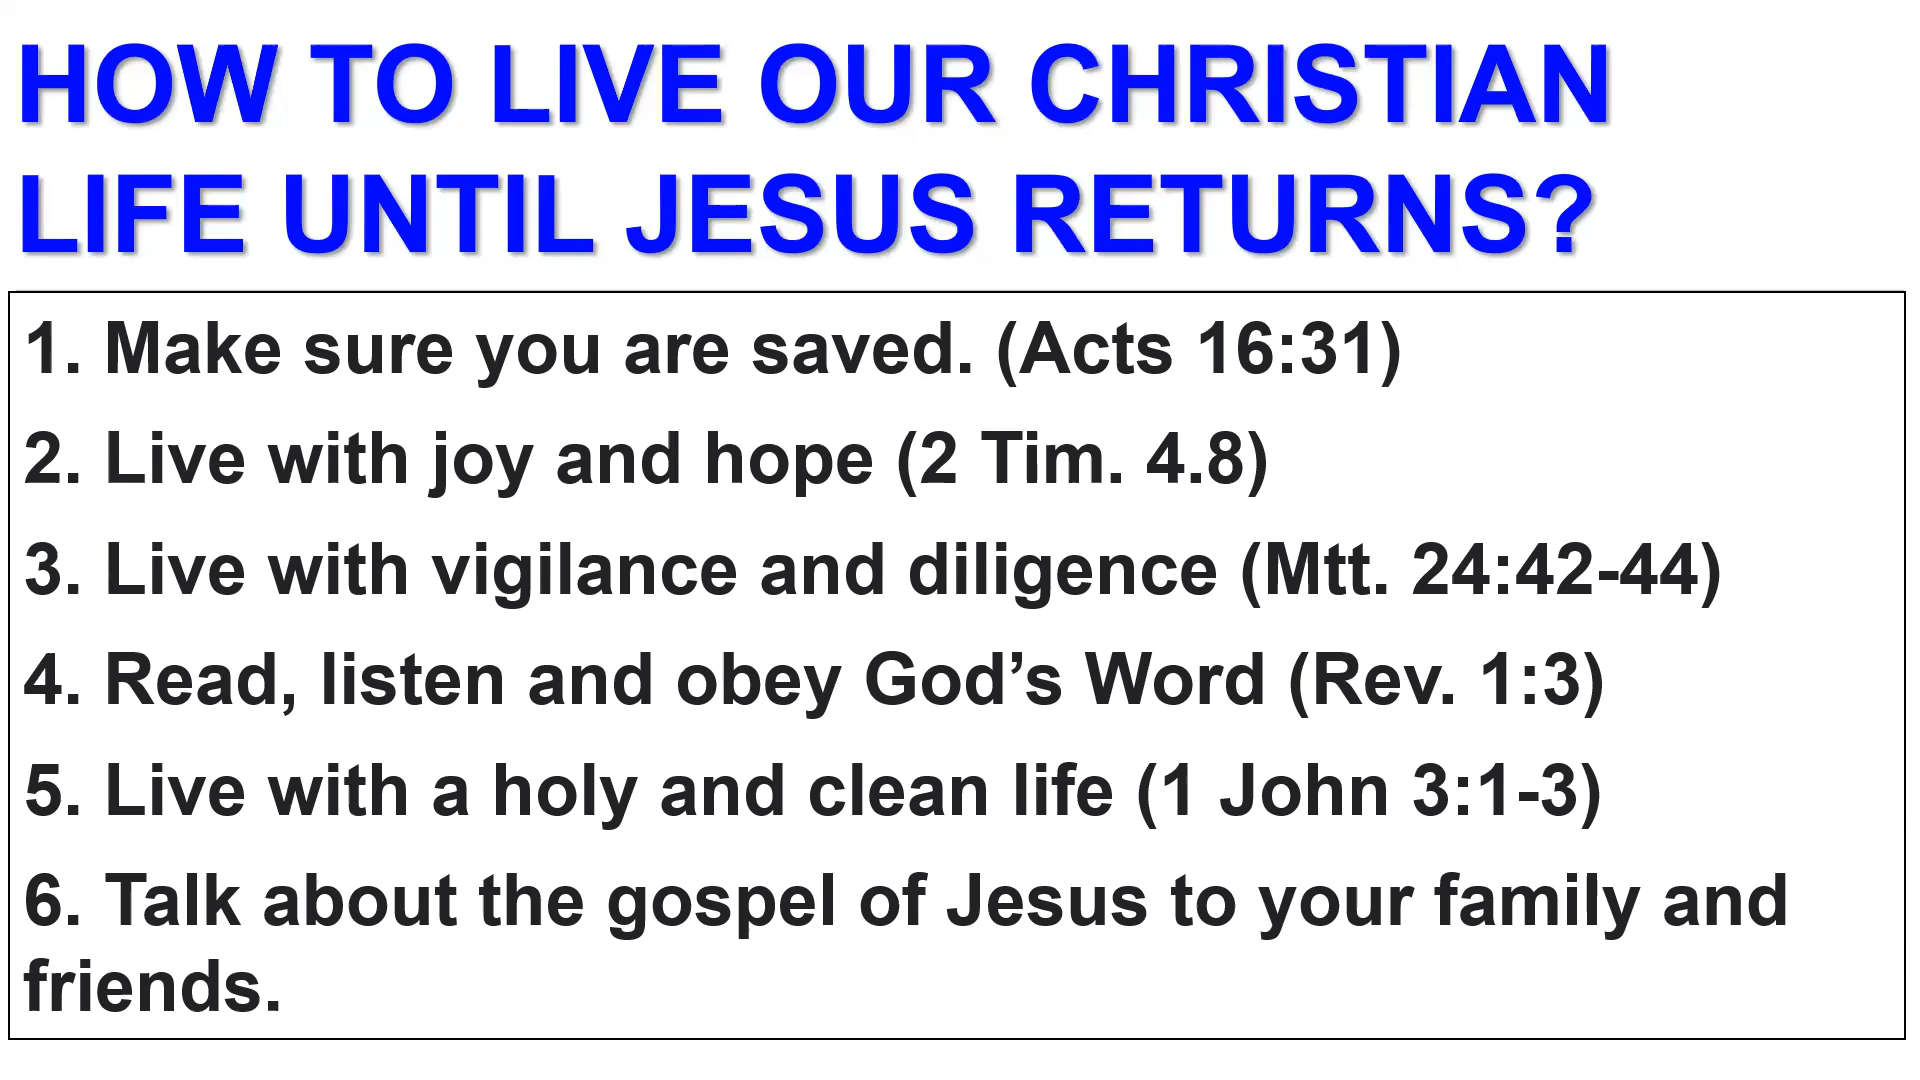 HOW TO LIVE OUR CHRISTIAN
LIFE UNTIL JESUS RETURNS?
1. Make sure you are saved. (Acts 16:31)
2. Live with joy and hope (2 Tim. 4.8)
3. Live with vigilance and diligence (Mtt. 24:42-44)
4. Read, listen and obey God’s Word (Rev. 1:3)
5. Live with a holy and clean life (1 John 3:1-3)
6. Talk about the gospel of Jesus to your family and
friends.